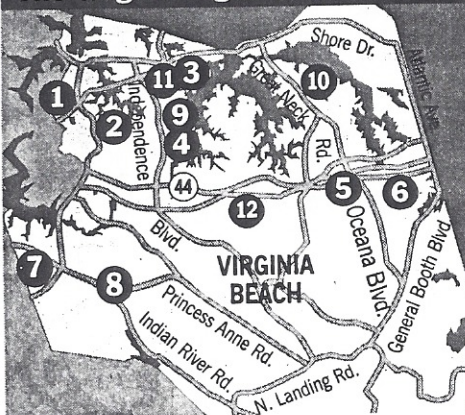 Shore Dr.
Atlantic Ave.
1
2
3
11
10
9
4
Great Neck
Rd.
Independence
44
12
5
6
Blvd.
VIRGINIA
BEACH
Oceana Blvd.
General Booth Blvd.
7
8
Princess Anne Rd.
Indian River Rd.
N. Landing Rd.